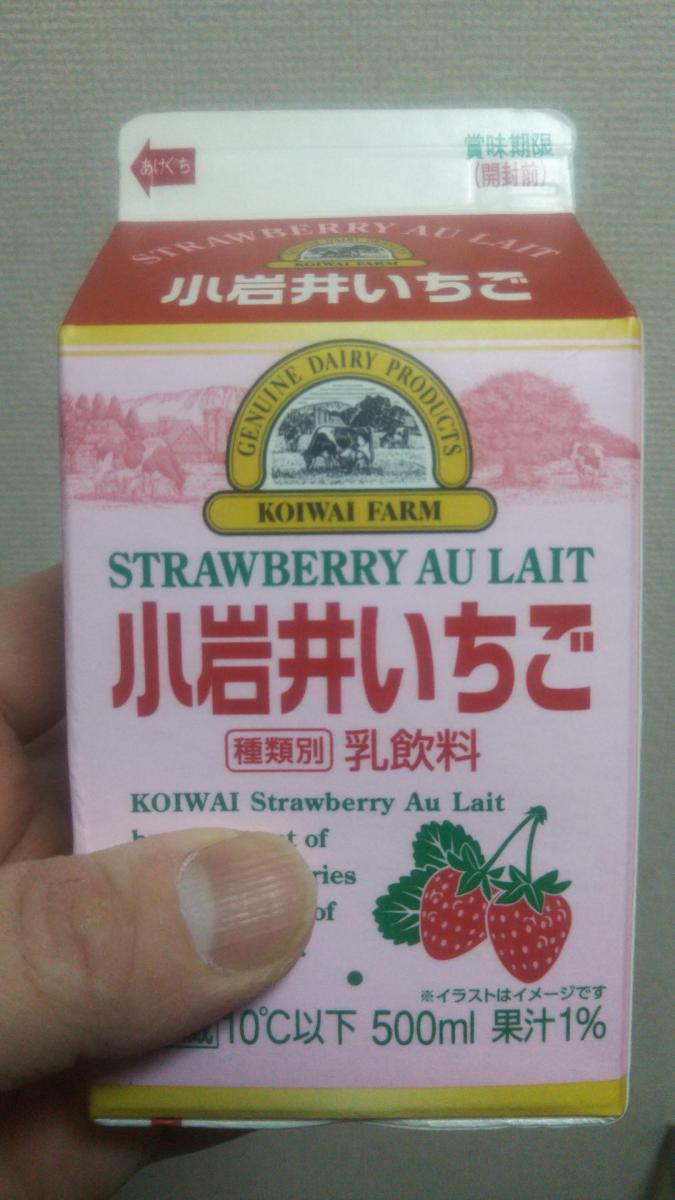 あけぐち
賞味期限
(開封前)
STRAWBERRY AU LAIT
KOIWAI FARM
小岩井いちご
GENUINE DAIRY PRODUCTS
KOIWAI FARM
STRAWBERRY AU LAIT
小岩井いちご
種類別 乳飲料
KOIWAI Strawberry Au Lait
of
of
※イラストはイメージです
10℃以下 500ml 果汁1%